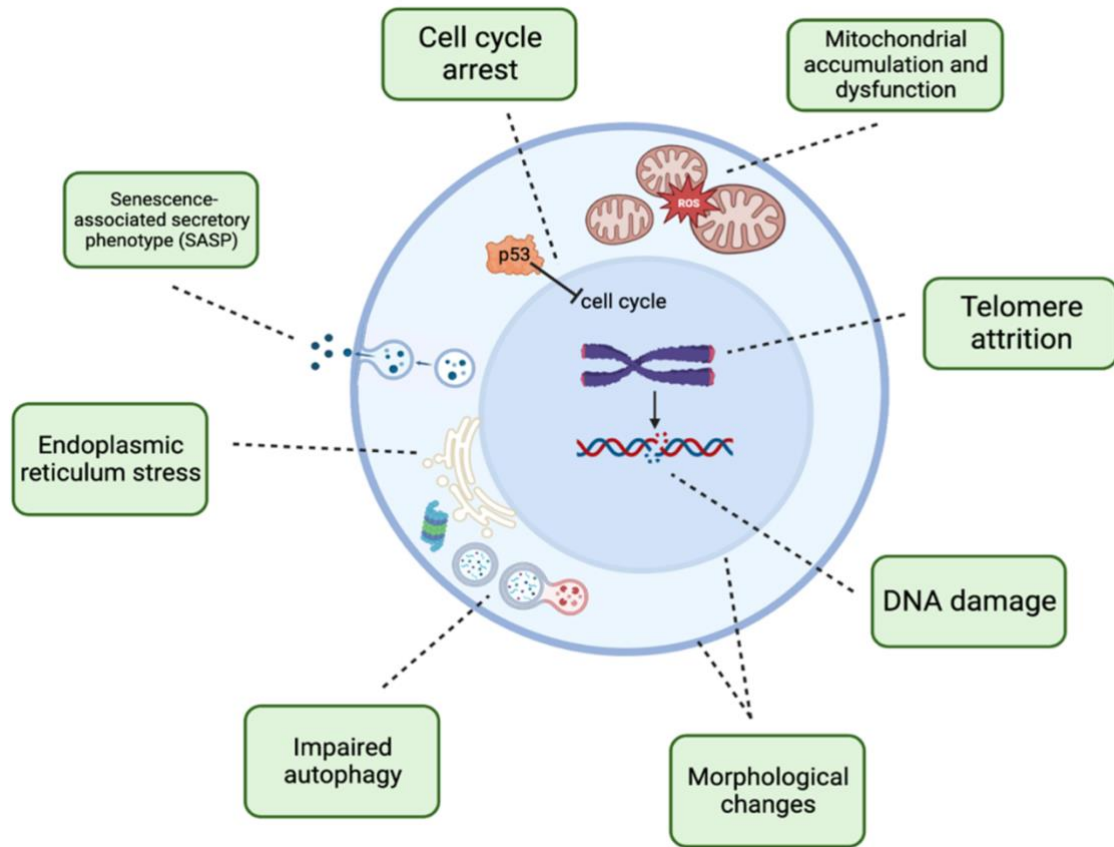 Cell cycle
arrest
Mitochondrial
accumulation and
dysfunction
Senescence-
associated secretory
phenotype (SASP)
ROS
p53
cell cycle
Telomere
attrition
Endoplasmic
reticulum stress
DNA damage
Impaired
autophagy
Morphological
changes